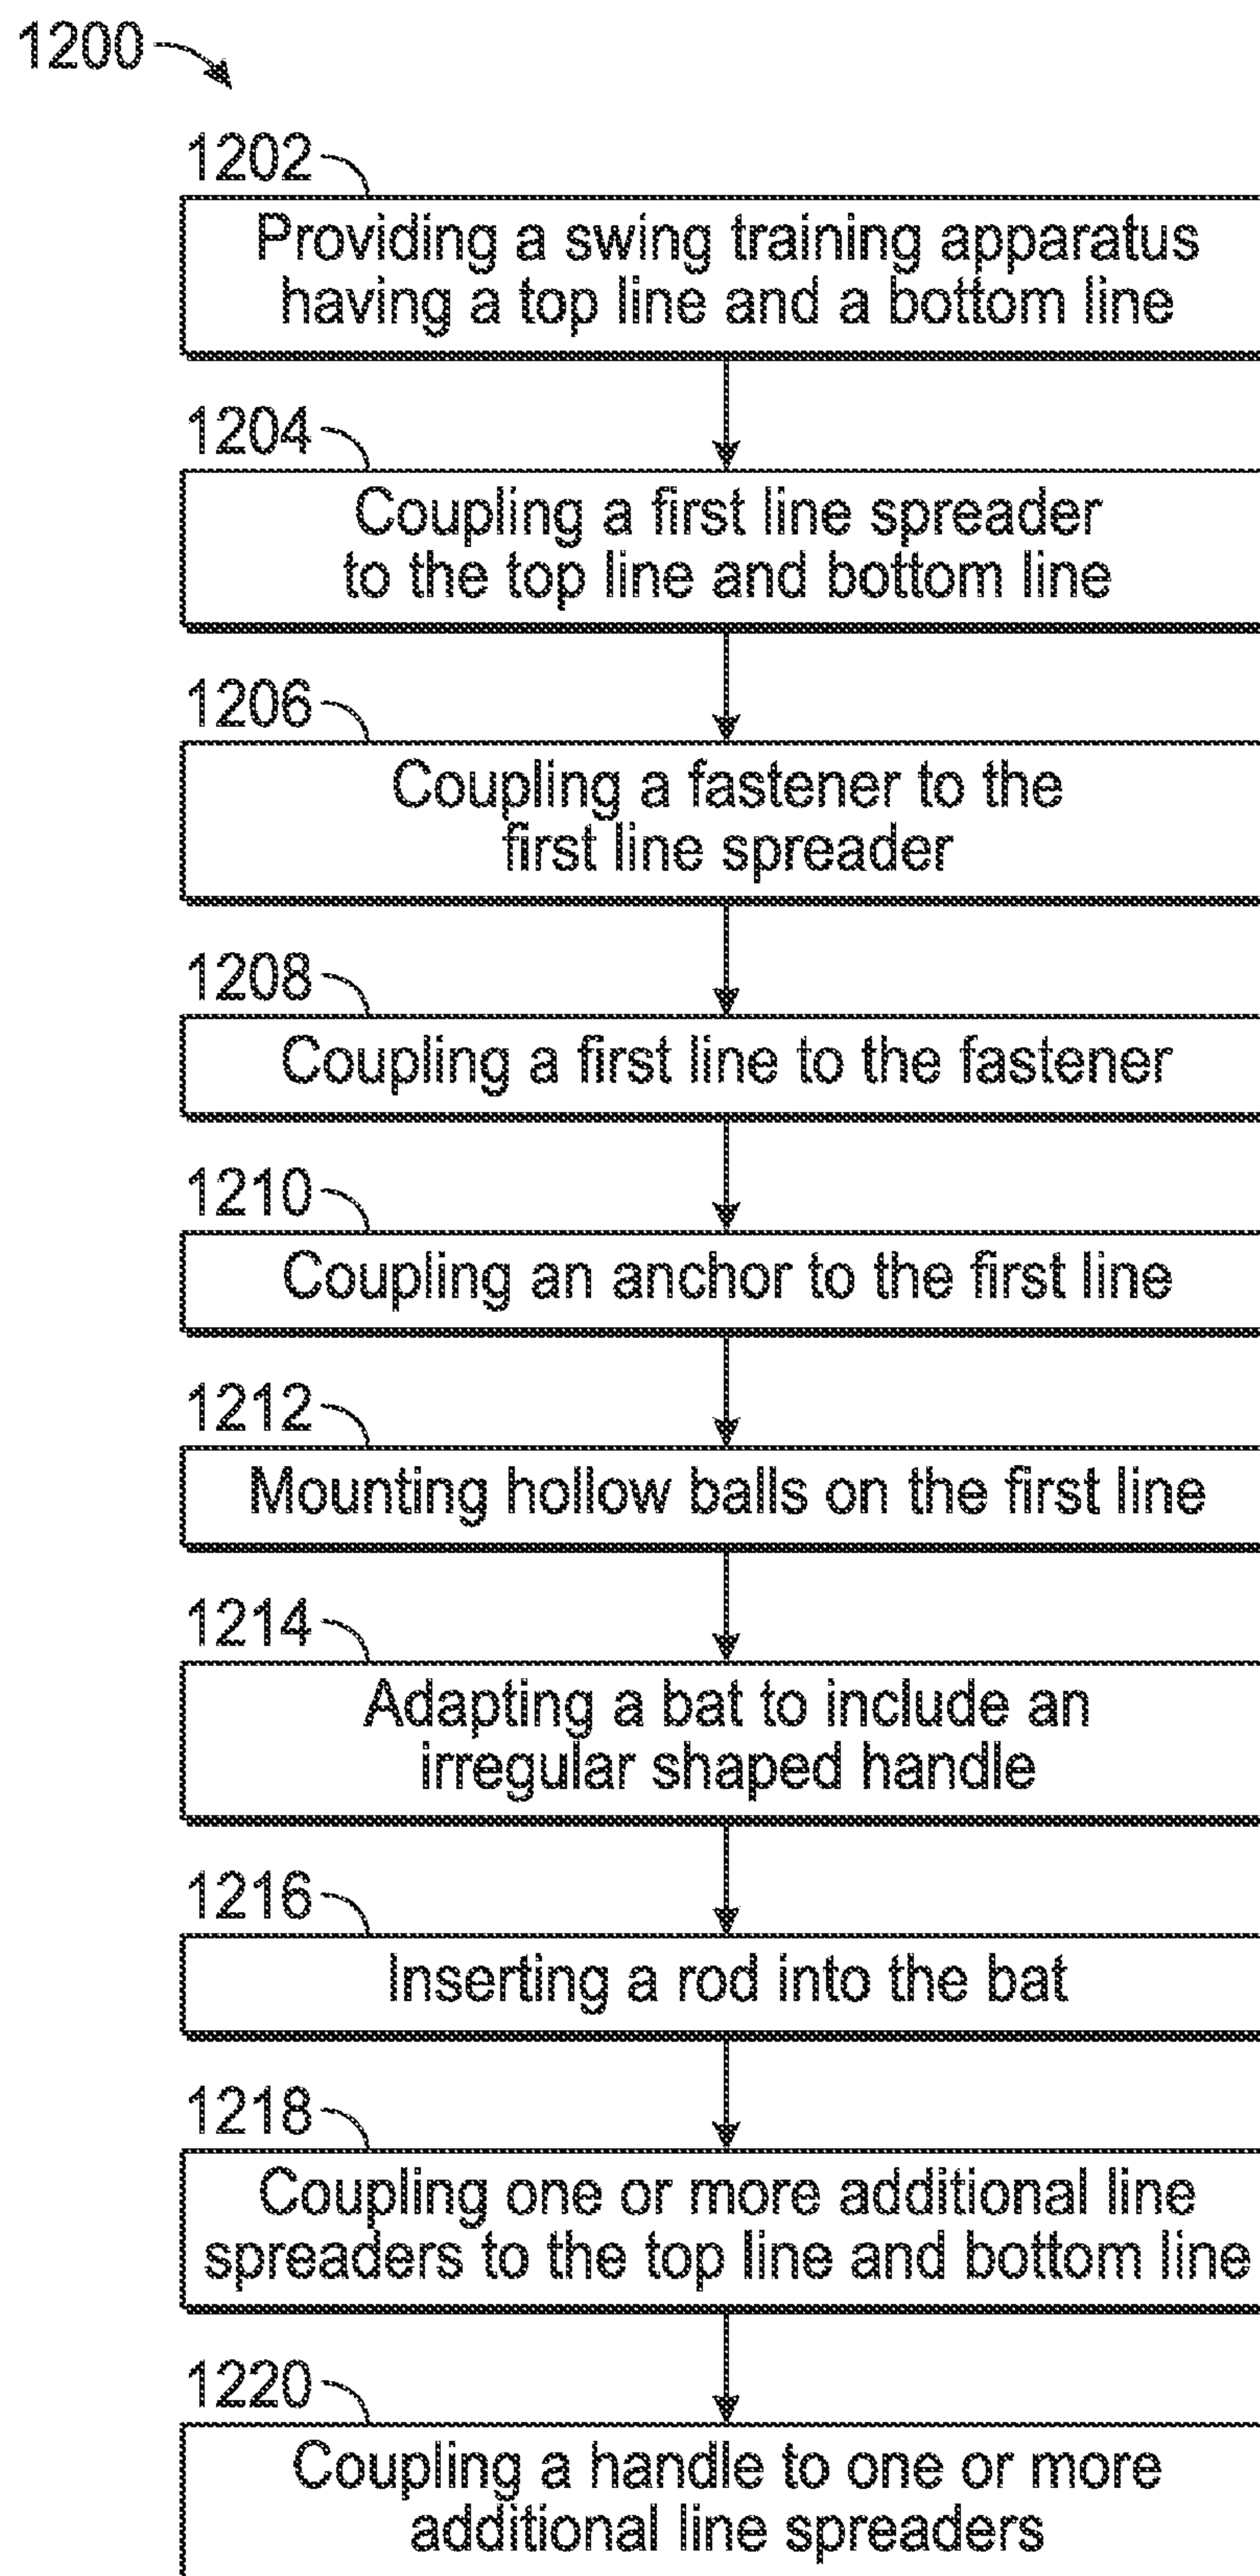 1200
1202
Providing a swing training apparatus
having a top line and a bottom line
1204
Coupling a first line spreader
to the top line and bottom line
1206
Coupling a fastener to the
first line spreader
1208
Coupling a first line to the fastener
1210
Coupling an anchor to the first line
1212
Mounting hollow balls on the first line
1214
Adapting a bat to include an
irregular shaped handle
1216
Inserting a rod into the bat
1218
Coupling one or more additional line
spreaders to the top line and bottom line
1220
Coupling a handle to one or more
additional line spreaders